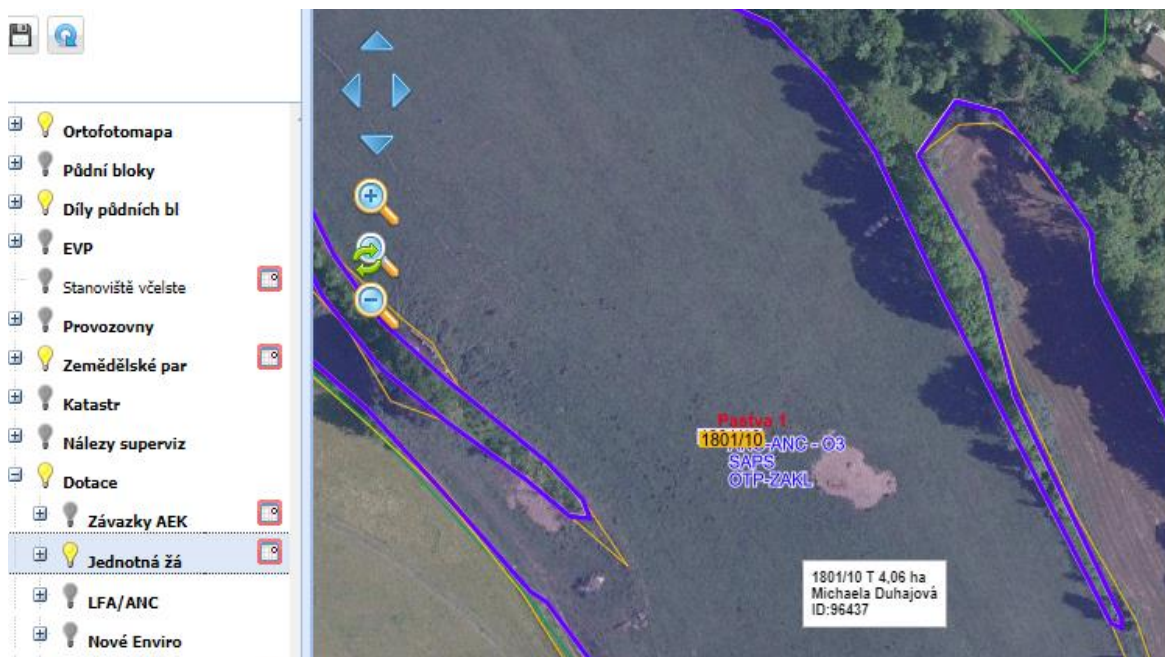 Ortofotomapa
Půdní bloky
Díly půdních bl
EVP
Stanoviště včelste
Provozovny
Zemědělské par
Katastr
Nálezy superviz
Dotace
Závazky AEK
Jednotná žá
LFA/ANC
Nové Enviro
Pastva 1
1801/10
-ANC - O3
SAPS
OTP-ZAKL
1801/10 T 4,06 ha
Michaela Duhajová
ID:96437